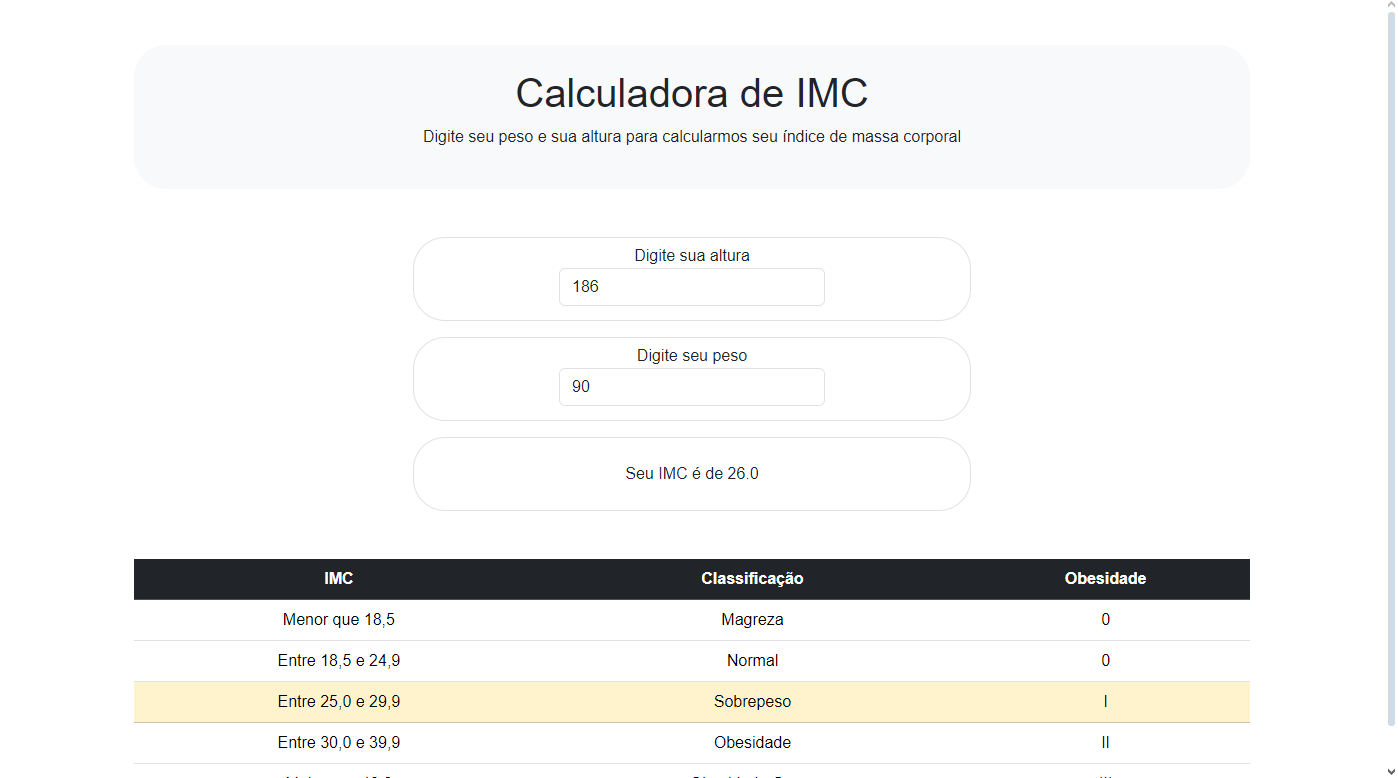 Calculadora de IMC
Digite seu peso e sua altura para calcularmos seu índice de massa corporal
Digite sua altura
186
Digite seu peso
90
Seu IMC é de 26.0
IMC Classificação Obesidade
Menor que 18,5 Magreza 0
Entre 18,5 e 24,9 Normal 0
Entre 25,0 e 29,9 Sobrepeso I
Entre 30,0 e 39,9 Obesidade II